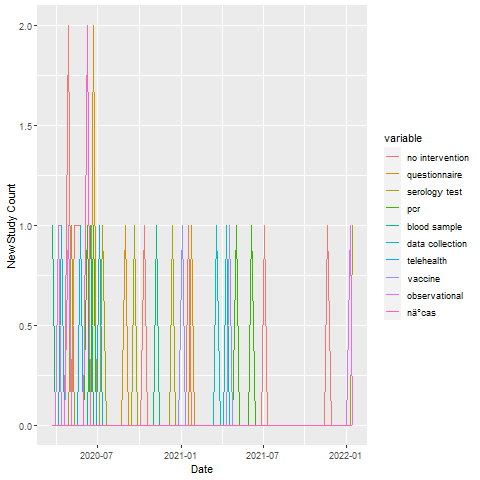 2.0
1.5
1.0
0.5
0.0
NewStudy Count
2020-07
2021-01
2021-07
2022-01
Date
variable
no intervention
questionnaire
serology test
pcr
blood sample
data collection
telehealth
vaccine
observational
nä°cas